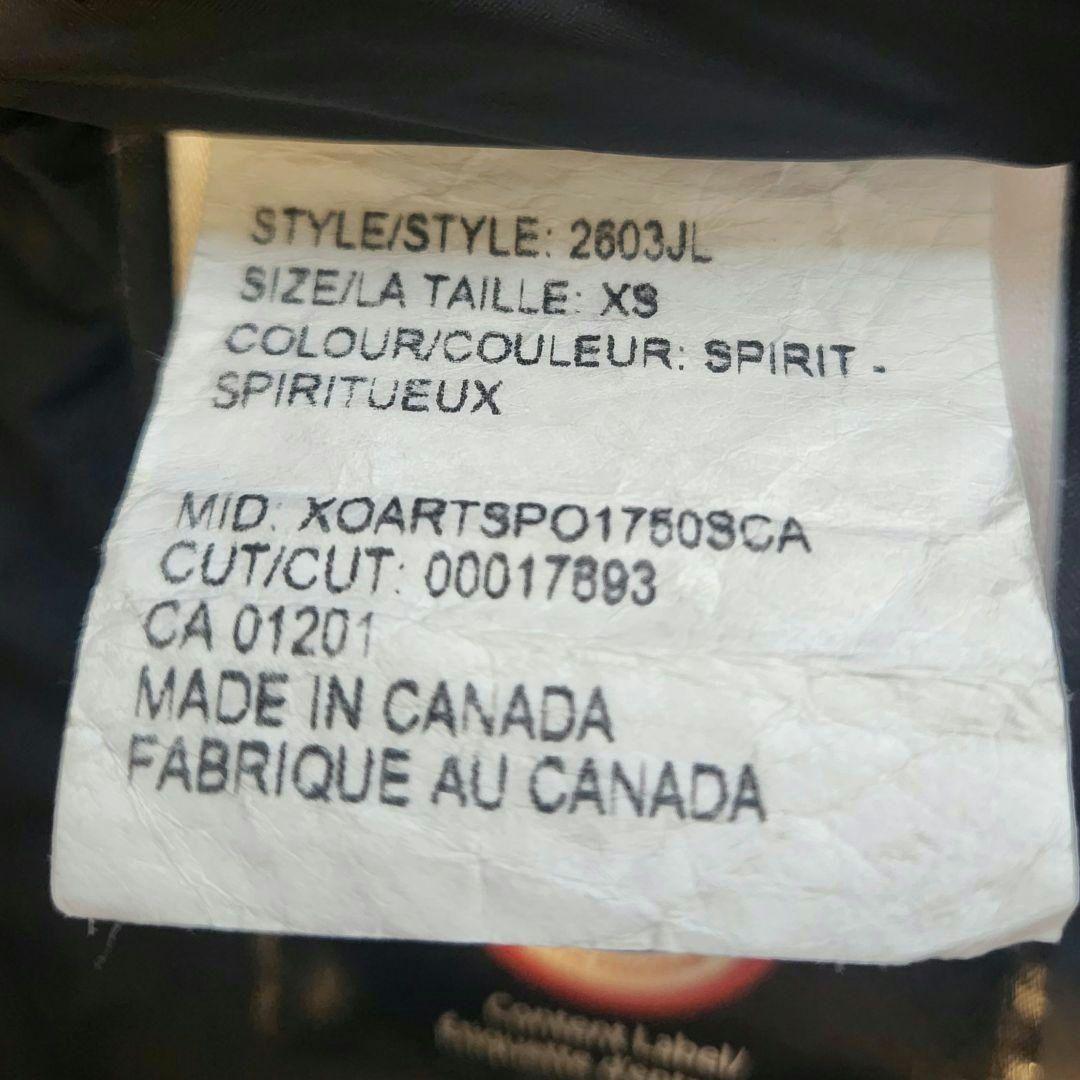 STYLE/STYLE: 2603JL
SIZE/LA TAILLE: XS
COLOUR/COULEUR: SPIRIT -
SPIRITUEUX
MID: XOARTSPO1750SCA
CUT/CUT: 00017893
CA 01201
MADE IN CANADA
FABRIQUE AU CANADA
Content Label/